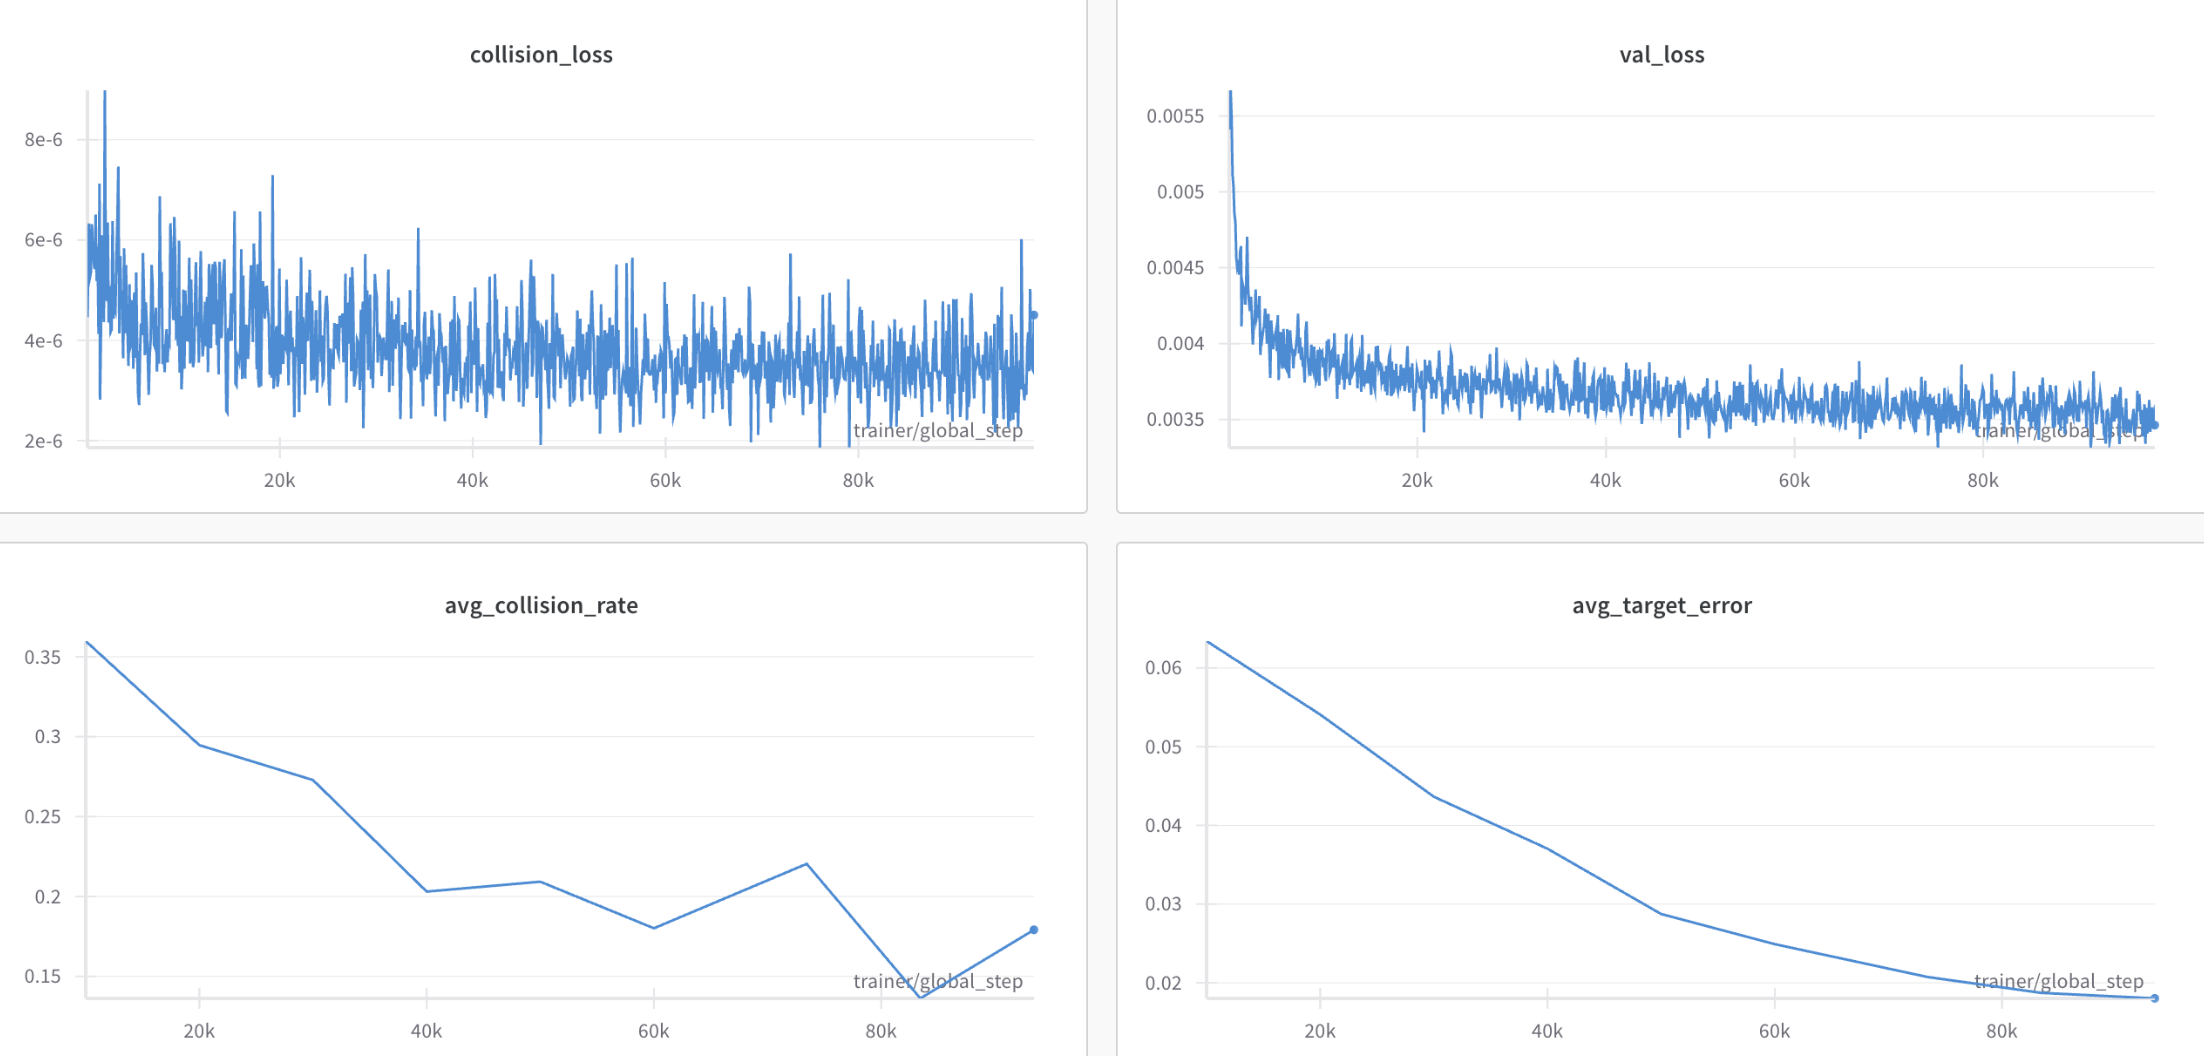 collision_loss
8e-6
6e-6
4e-6
2e-6
trainer/global_step
20k 40k 60k 80k
val_loss
0.0055
0.005
0.0045
0.004
0.0035
trainer/global_step
20k 40k 60k 80k
avg_collision_rate
0.35
0.3
0.25
0.2
0.15
trainer/global_step
20k 40k 60k 80k
avg_target_error
0.06
0.05
0.04
0.03
0.02
trainer/global_step
20k 40k 60k 80k